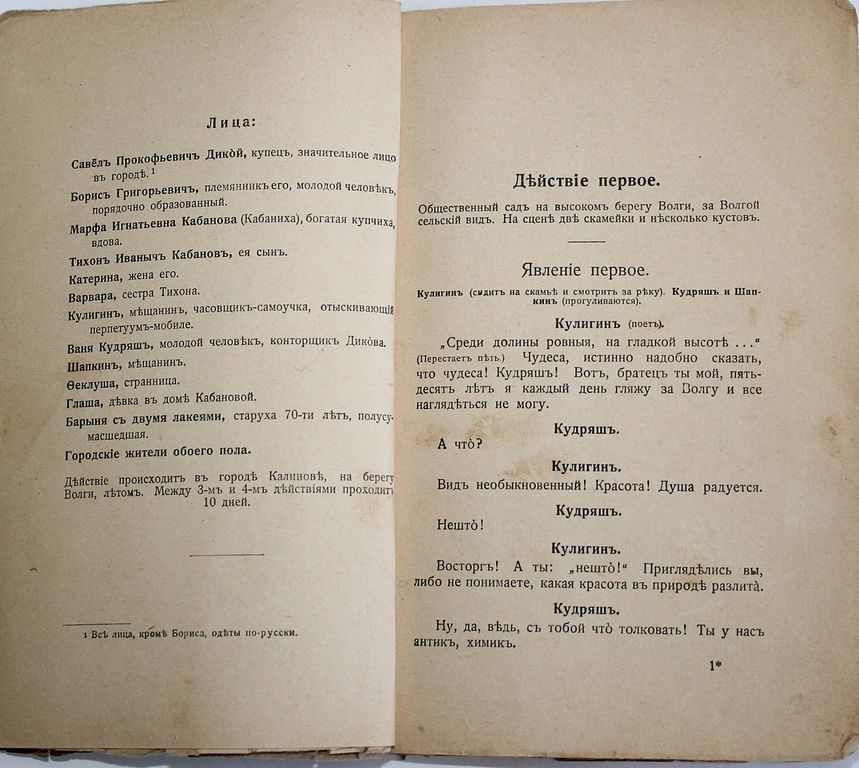 Лица:
Савёлъ Прокофьевичъ Дико́й, купецъ, значительное лицо
въ городѣ.¹
Борисъ Григорьевичъ, племянникъ его, молодой человѣкъ,
порядочно образованный.
Марфа Игнатьевна Кабанова (Кабаниха), богатая купчиха,
вдова.
Тихонъ Иванычъ Кабановъ, ея сынъ.
Катерина, жена его.
Варвара, сестра Тихона.
Кулигинъ, мѣщанинъ, часовщикъ-самоучка, отыскивающій
перпетуумъ-мобиле.
Ваня Кудряшъ, молодой человѣкъ, конторщикъ Дико́ва.
Шапкинъ, мѣщанинъ.
Ѳеклуша, странница.
Глаша, дѣвка въ домѣ Кабановой.
Барыня съ двумя лакеями, старуха 70-ти лѣтъ, полусу-
масшедшая.
Городскіе жители обоего пола.
Дѣйствіе происходитъ въ городѣ Калиновѣ, на берегу
Волги, лѣтомъ. Между 3-мъ и 4-мъ дѣйствіями проходитъ
10 дней.
¹ Всѣ лица, кромѣ Бориса, одѣты по-русски.
Дѣйствіе первое.
Общественный садъ на высокомъ берегу Волги, за Волгой
сельскій видъ. На сценѣ двѣ скамейки и нѣсколько кустовъ.
Явленіе первое.
Кулигинъ (сидитъ на скамьѣ и смотритъ за рѣку). Кудряшъ и Шап-
кинъ (прогуливаются).
Кулигинъ (поетъ).
„Среди долины ровныя, на гладкой высотѣ ...“
(Перестаетъ пѣть.) Чудеса, истинно надобно сказать,
что чудеса! Кудряшъ! Вотъ, братецъ ты мой, пять-
десятъ лѣтъ я каждый день гляжу за Волгу и все
наглядѣться не могу.
Кудряшъ.
А что̀?
Кулигинъ.
Видъ необыкновенный! Красота! Душа радуется.
Кудряшъ.
Нешто̀!
Кулигинъ.
Восторгъ! А ты: „нешто̀!“ Приглядѣлись вы,
либо не понимаете, какая красота въ природѣ разлита̀.
Кудряшъ.
Ну, да, вѣдь, съ тобой что̀ толковать! Ты у насъ
антикъ, химикъ.
1*